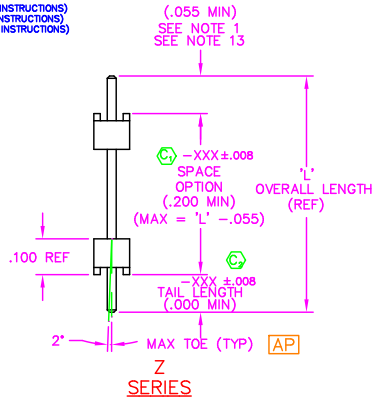 INSTRUCTIONS)
INSTRUCTIONS)
INSTRUCTIONS)
(.055 MIN)
SEE NOTE 1
SEE NOTE 13
C1 -XXX ±.008
SPACE
OPTION
(.200 MIN)
(MAX = 'L' -.055)
'L'
OVERALL LENGTH
(REF)
.100 REF
C2
-XXX ±.008
TAIL LENGTH
(.000 MIN)
2°
MAX TOE (TYP)
AP
Z
SERIES